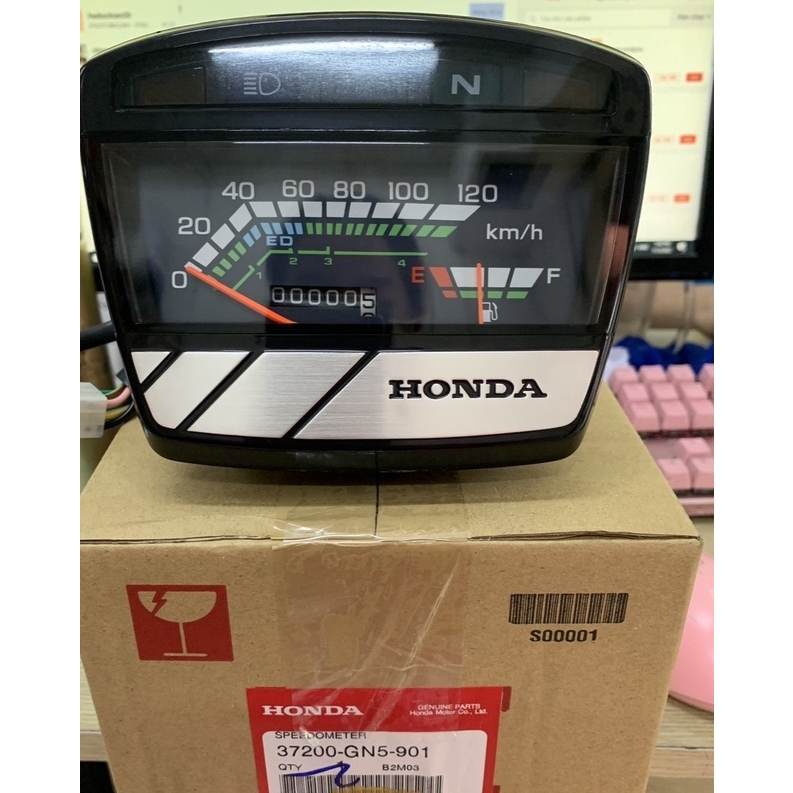 N
20 40 60 80 100 120
0
km/h
ED
1 2 3 4
E F
000005
HONDA
S00001
HONDA
GENUINE PARTS
Honda Motor Co., Ltd.
SPEEDOMETER
37200-GN5-901
QTY B2M03